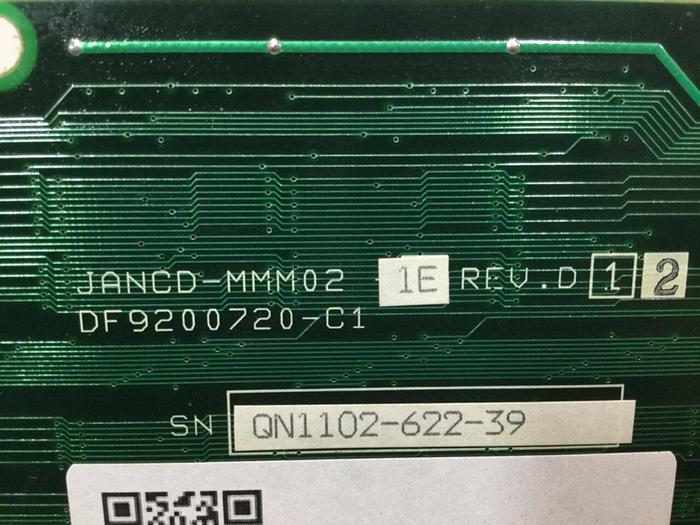 JANCD-MMM02 1E REV.D 1 2
DF9200720-C1
SN QN1102-622-39